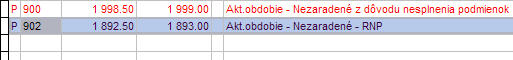 P 900 1 998.50 1 999.00 Akt.obdobie - Nezaradené z dôvodu nesplnenia podmienok
P 902 1 892.50 1 893.00 Akt.obdobie - Nezaradené - RNP